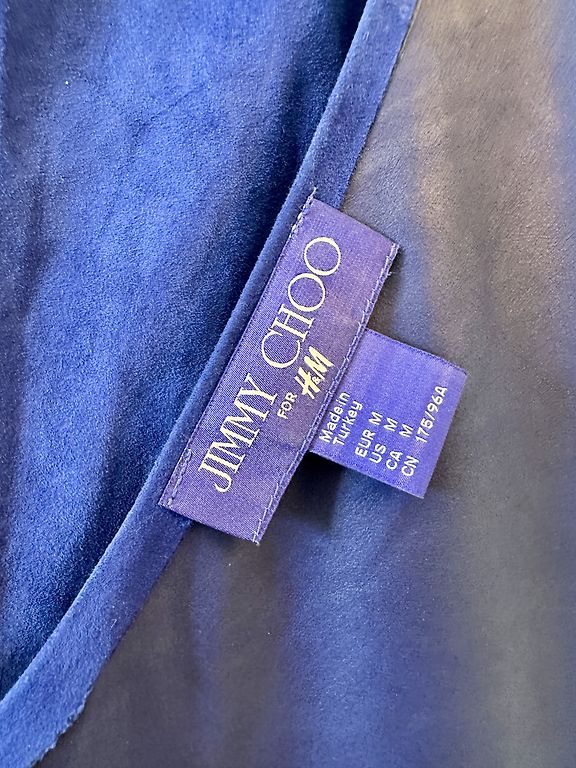 JIMMY CHOO
FOR H&M
Made in
Turkey
EUR M
US M
CA M
CN 175/96A